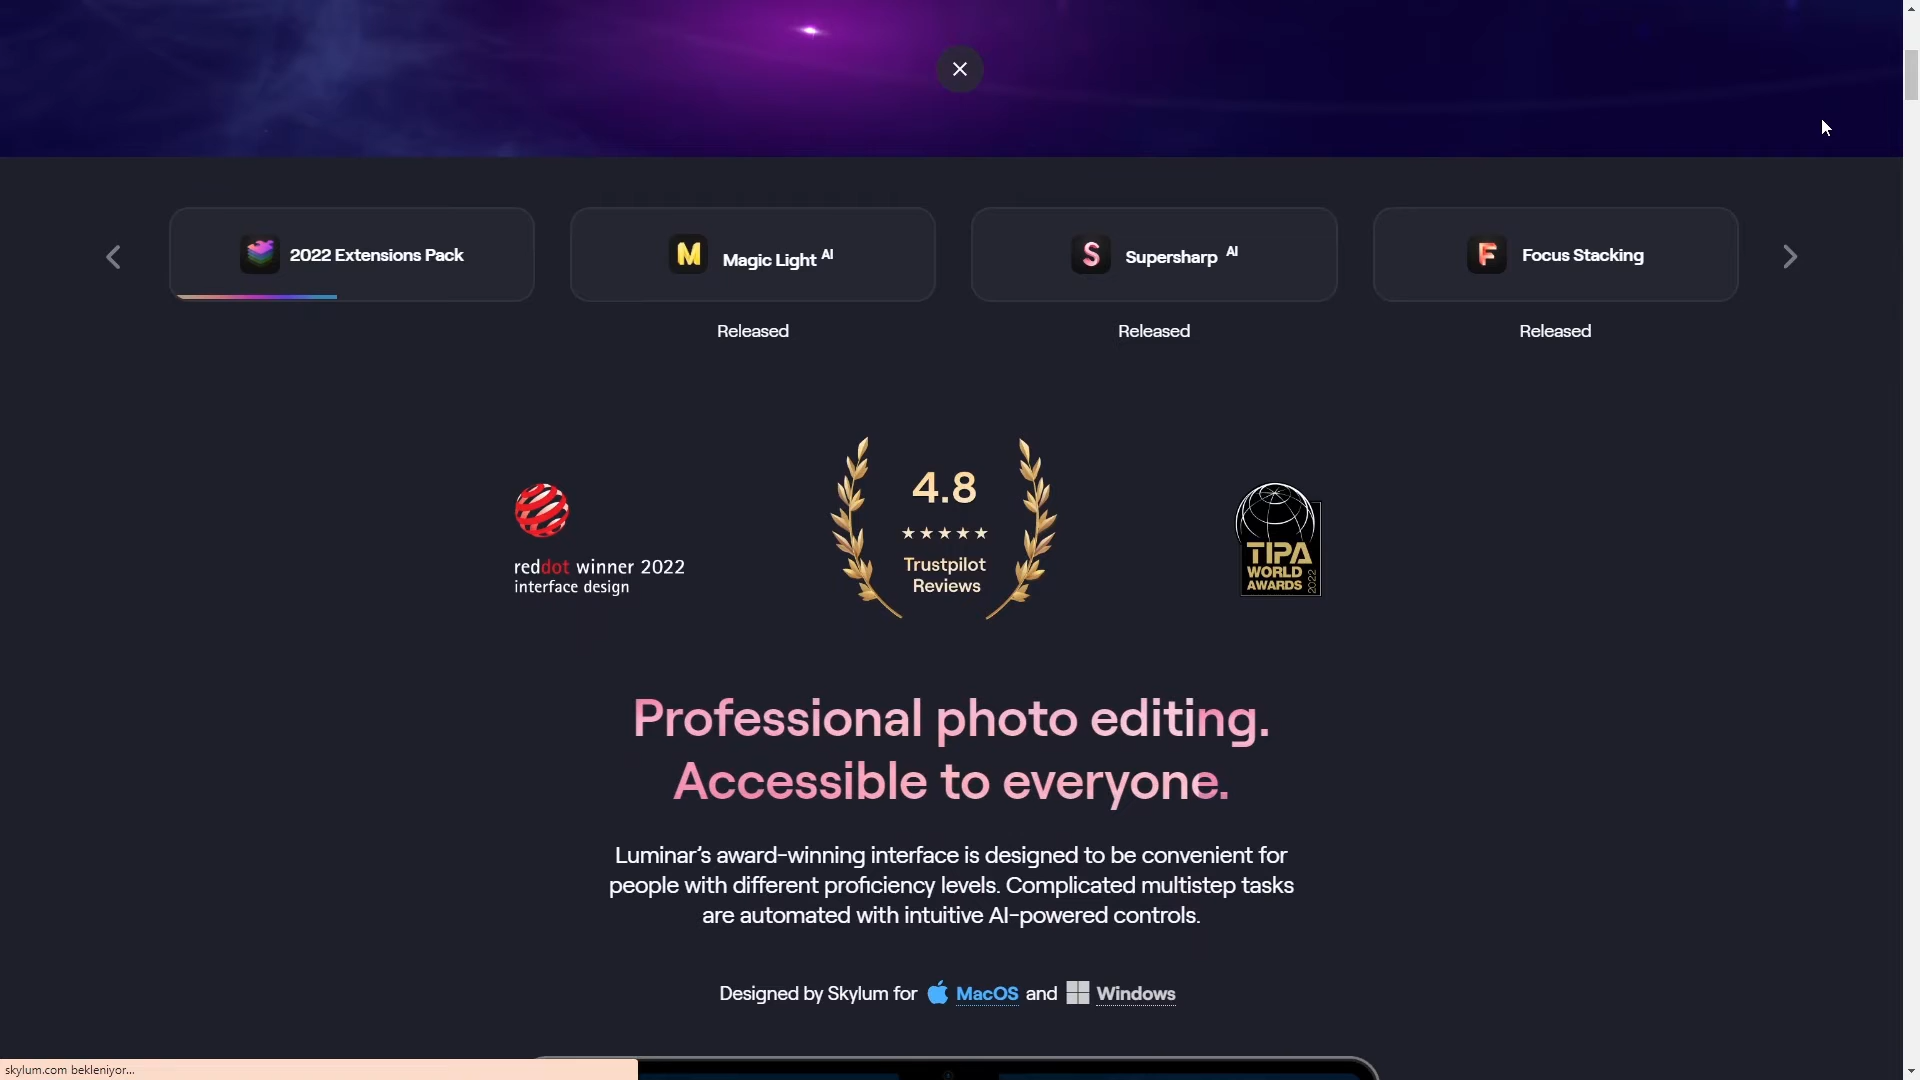 2022 Extensions Pack
M Magic Light AI
S Supersharp AI
F Focus Stacking
Released
Released
Released
4.8
Trustpilot
Reviews
reddot winner 2022
interface design
TIPA
WORLD
AWARDS 2022
Professional photo editing.
Accessible to everyone.
Luminar’s award-winning interface is designed to be convenient for
people with different proficiency levels. Complicated multistep tasks
are automated with intuitive AI-powered controls.
Designed by Skylum for MacOS and Windows
skylum.com bekleniyor...